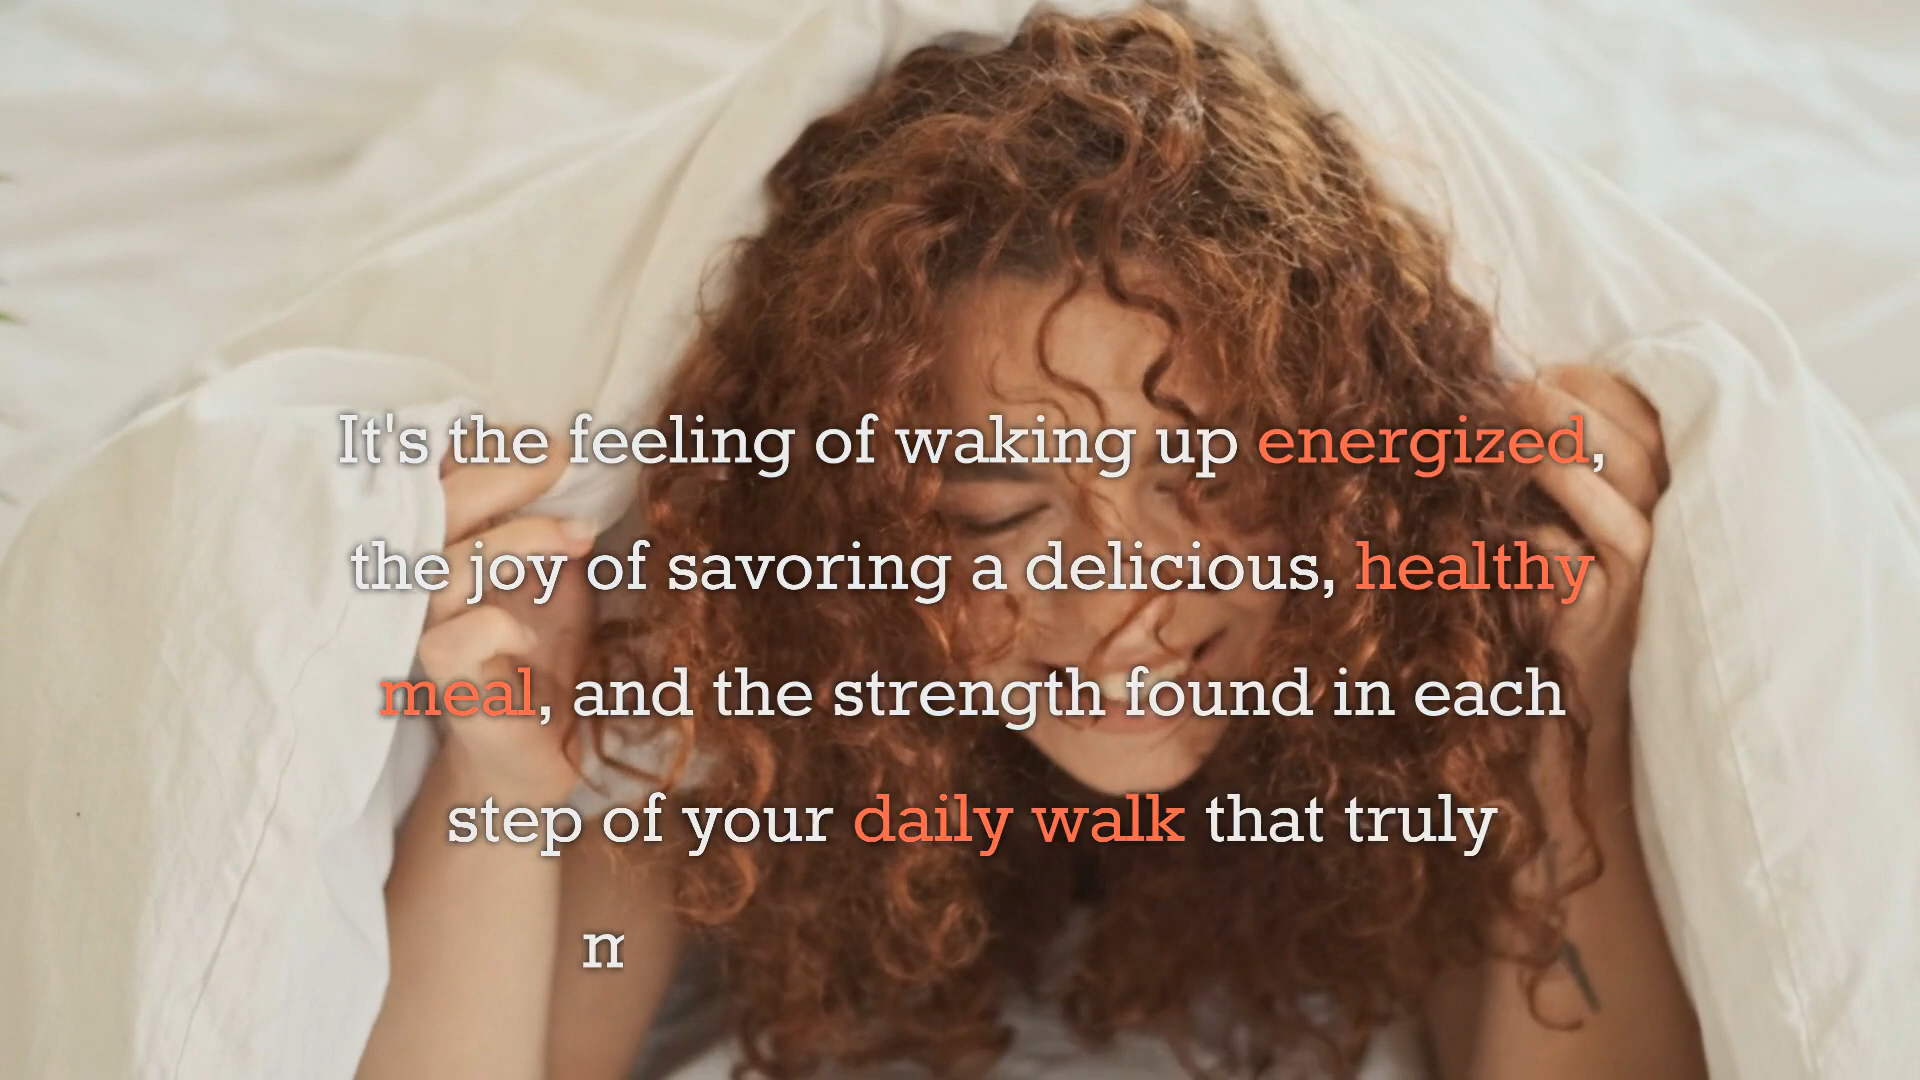 It's the feeling of waking up energized,
the joy of savoring a delicious, healthy
meal, and the strength found in each
step of your daily walk that truly